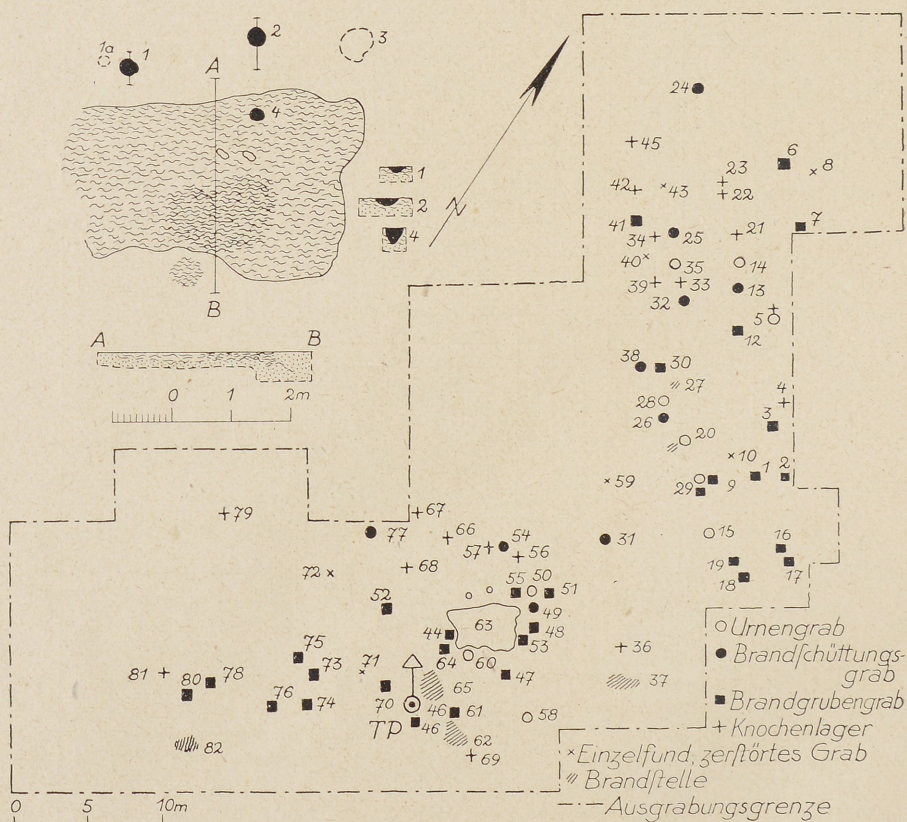 1a 1 2 3
A
4
B
1
2
4
N
A B
0 1 2m
24
45
6
8
23
42 43 22
41 7
34 25 21
40 35 14
39 33 13
32 5
12
38 30
27 4
28
26 3
20
10
59 1 2
29 9
79 67
77 66 54 31 15 16
57 56
72 68 19 17
18
55 50 51
52 49
44 63 48
53
75 64 60 36
81 73 71 47
80 78 65 37
76 74 70 46 61 58
TP 46
82 62
69
Urnengrab
Brandſchüttungs-
grab
Brandgrubengrab
Knochenlager
Einzelfund, zerſtörtes Grab
Brandſtelle
Ausgrabungsgrenze
0 5 10m